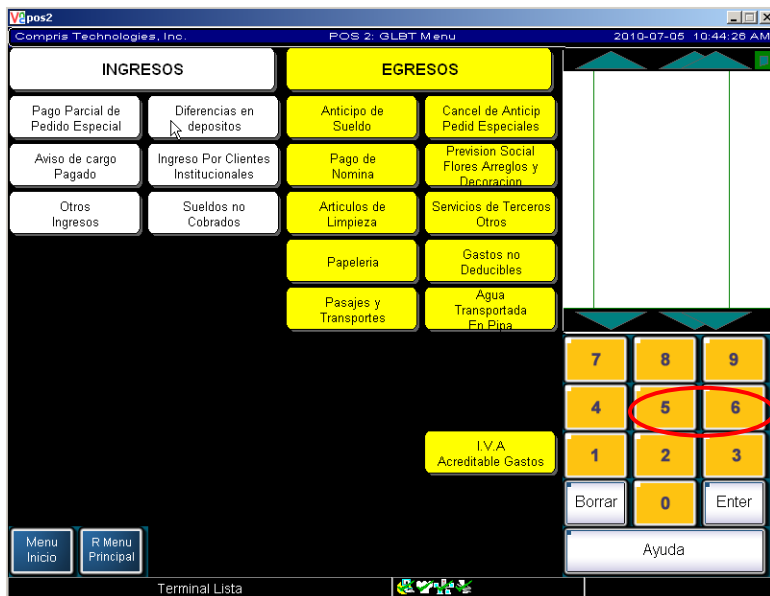 pos2
Compris Technologies, Inc. POS 2: GLBT Menu 2010-07-05 10:44:26 AM
INGRESOS EGRESOS
Pago Parcial de
Pedido Especial
Diferencias en
depositos
Anticipo de
Sueldo
Cancel de Anticip
Pedid Especiales
Aviso de cargo
Pagado
Ingreso Por Clientes
Institucionales
Pago de
Nomina
Prevision Social
Flores Arreglos y
Decoracion
Otros
Ingresos
Sueldos no
Cobrados
Articulos de
Limpieza
Servicios de Terceros
Otros
Papeleria
Gastos no
Deducibles
Pasajes y
Transportes
Agua
Transportada
En Pipa
7 8 9
4 5 6
I.V.A
Acreditable Gastos
1 2 3
Borrar 0 Enter
Menu
Inicio
R Menu
Principal
Ayuda
Terminal Lista